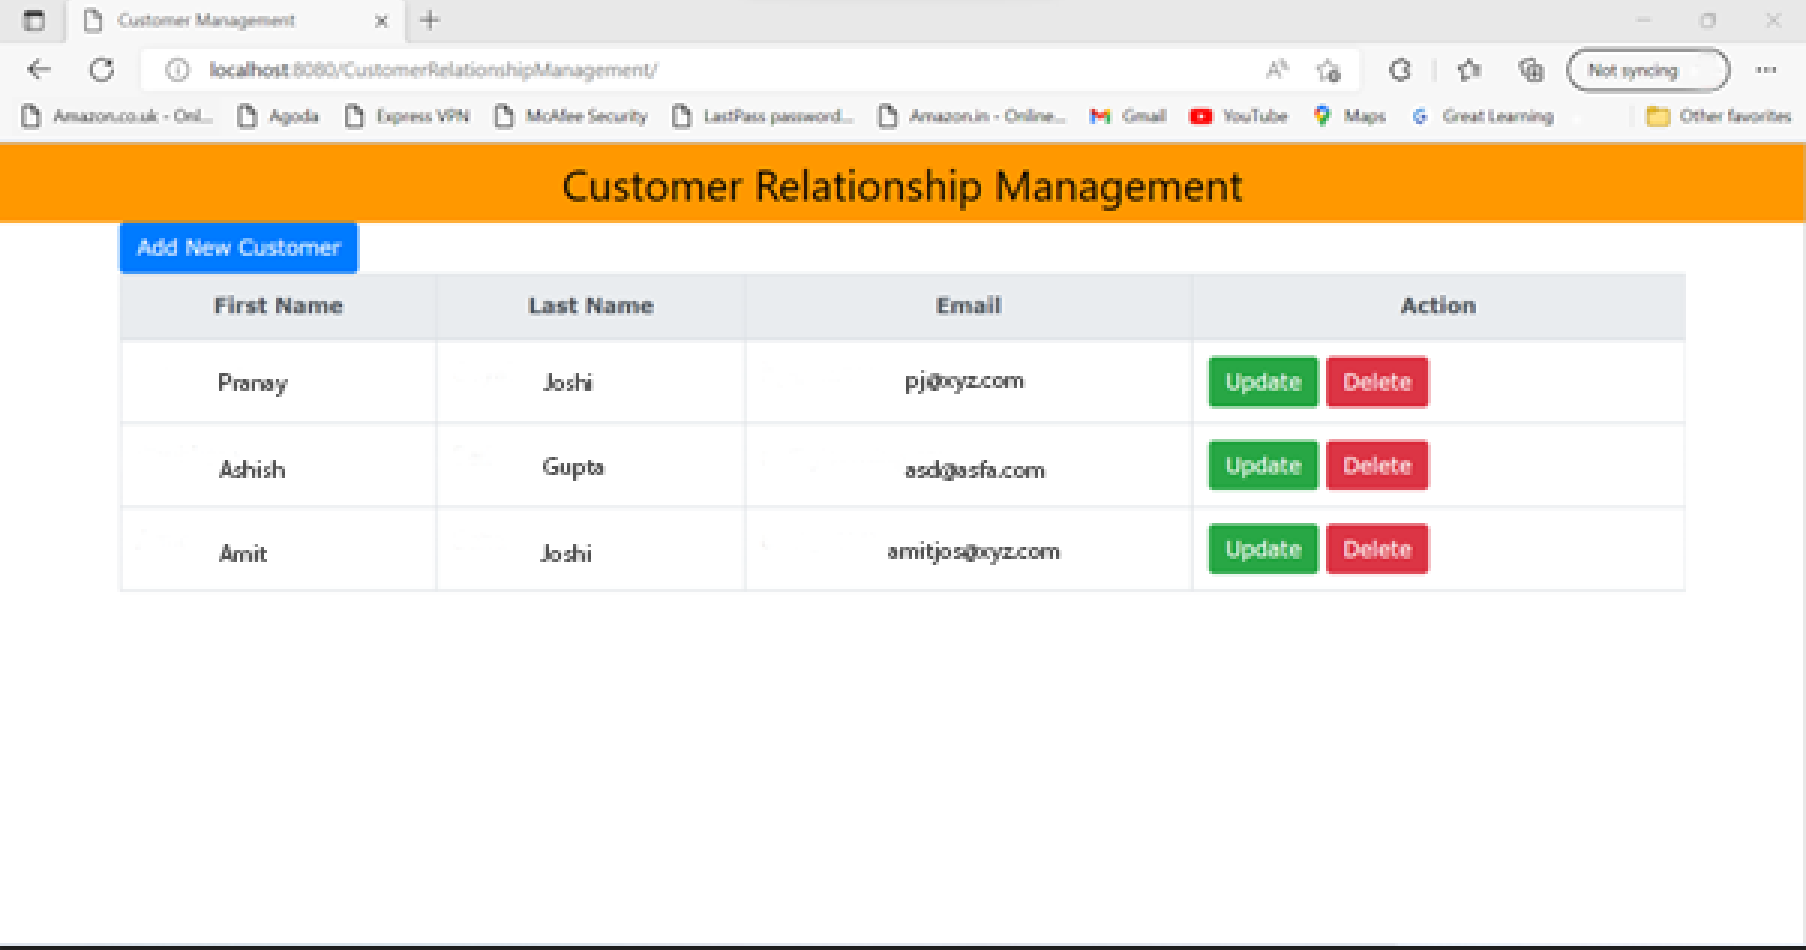 Customer Management
localhost:8080/CustomerRelationshipManagement/
Not syncing
Amazon.co.uk - Onl... Agoda Express VPN McAfee Security LastPass password... Amazon.in - Online... Gmail YouTube Maps Great Learning Other favorites
Customer Relationship Management
Add New Customer
First Name Last Name Email Action
Pranay Joshi pj@xyz.com Update Delete
Ashish Gupta asd@asfa.com Update Delete
Amit Joshi amitjos@xyz.com Update Delete